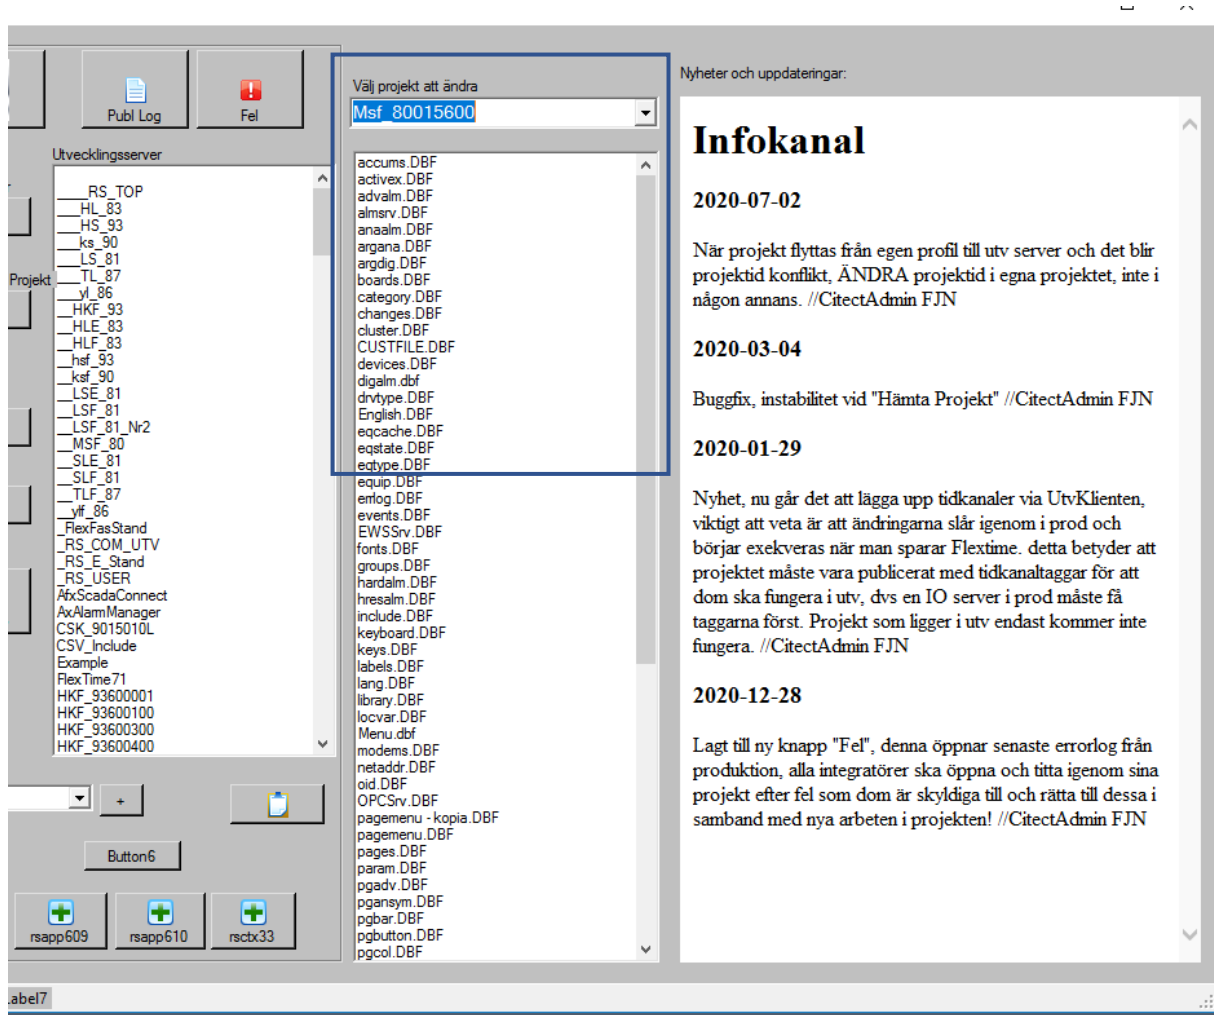 Publ Log
Fel
Utvecklingsserver
____RS_TOP
___HL_83
___HS_93
___ks_90
___LS_81
Projekt
___TL_87
___yl_86
__HKF_93
__HLE_83
__HLF_83
__hsf_93
__ksf_90
__LSE_81
__LSF_81
__LSF_81_Nr2
__MSF_80
__SLE_81
__SLF_81
__TLF_87
__ylf_86
_FlexFasStand
_RS_COM_UTV
_RS_E_Stand
_RS_USER
AfxScadaConnect
AxAlarmManager
CSK_9015010L
CSV_Include
Example
FlexTime71
HKF_93600001
HKF_93600100
HKF_93600300
HKF_93600400
+
Button6
rsapp609
rsapp610
rsctx33
Välj projekt att ändra
Msf_80015600
accums.DBF
activex.DBF
advalm.DBF
almsrv.DBF
anaalm.DBF
argana.DBF
argdig.DBF
boards.DBF
category.DBF
changes.DBF
cluster.DBF
CUSTFILE.DBF
devices.DBF
digalm.dbf
drvtype.DBF
English.DBF
eqcache.DBF
eqstate.DBF
eqtype.DBF
equip.DBF
errlog.DBF
events.DBF
EWSSrv.DBF
fonts.DBF
groups.DBF
hardalm.DBF
hresalm.DBF
include.DBF
keyboard.DBF
keys.DBF
labels.DBF
lang.DBF
library.DBF
locvar.DBF
Menu.dbf
modems.DBF
netaddr.DBF
oid.DBF
OPCSrv.DBF
pagemenu - kopia.DBF
pagemenu.DBF
pages.DBF
param.DBF
pgadv.DBF
pgansym.DBF
pgbar.DBF
pgbutton.DBF
pgcol.DBF
Nyheter och uppdateringar:
Infokanal
2020-07-02
När projekt flyttas från egen profil till utv server och det blir
projektid konflikt, ÄNDRA projektid i egna projektet, inte i
någon annans. //CitectAdmin FJN
2020-03-04
Buggfix, instabilitet vid "Hämta Projekt" //CitectAdmin FJN
2020-01-29
Nyhet, nu går det att lägga upp tidkanaler via UtvKlienten,
viktigt att veta är att ändringarna slår igenom i prod och
börjar exekveras när man sparar Flextime. detta betyder att
projektet måste vara publicerat med tidkanaltaggar för att
dom ska fungera i utv, dvs en IO server i prod måste få
taggarna först. Projekt som ligger i utv endast kommer inte
fungera. //CitectAdmin FJN
2020-12-28
Lagt till ny knapp "Fel", denna öppnar senaste errorlog från
produktion, alla integratörer ska öppna och titta igenom sina
projekt efter fel som dom är skyldiga till och rätta till dessa i
samband med nya arbeten i projekten! //CitectAdmin FJN
abel7